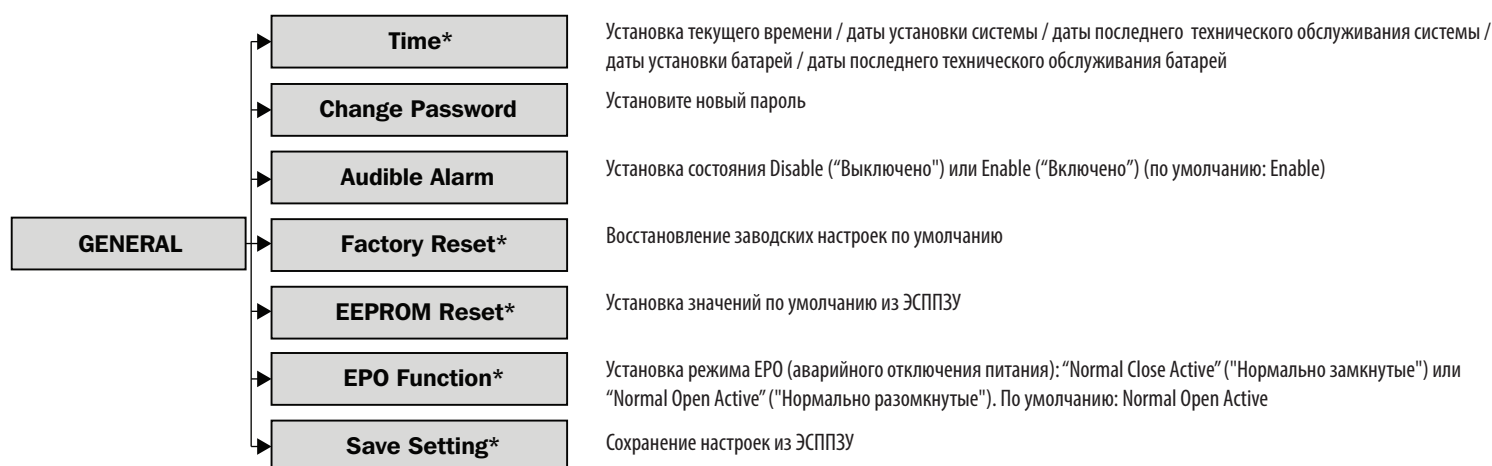 Time*
Установка текущего времени / даты установки системы / даты последнего технического обслуживания системы /
даты установки батарей / даты последнего технического обслуживания батарей
Change Password
Установите новый пароль
Audible Alarm
Установка состояния Disable (“Выключено") или Enable (“Включено”) (по умолчанию: Enable)
GENERAL
Factory Reset*
Восстановление заводских настроек по умолчанию
EEPROM Reset*
Установка значений по умолчанию из ЭСППЗУ
EPO Function*
Установка режима EPO (аварийного отключения питания): “Normal Close Active” ("Нормально замкнутые") или
“Normal Open Active” ("Нормально разомкнутые"). По умолчанию: Normal Open Active
Save Setting*
Сохранение настроек из ЭСППЗУ